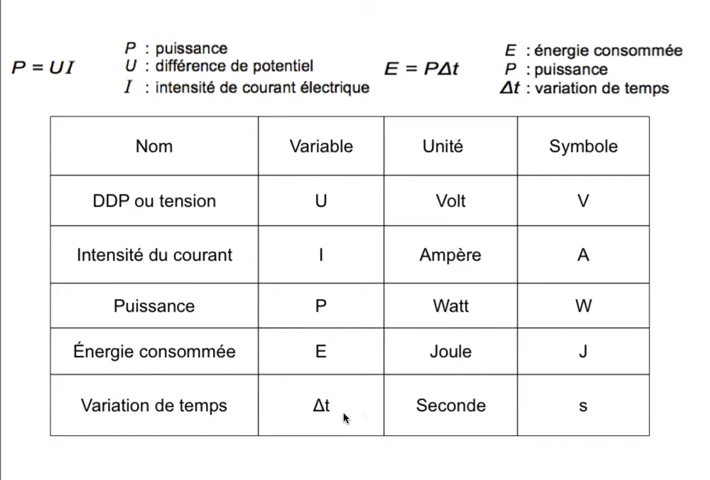 P = UI
P : puissance
U : différence de potentiel
I : intensité de courant électrique
E = PΔt
E : énergie consommée
P : puissance
Δt : variation de temps
Nom Variable Unité Symbole
DDP ou tension U Volt V
Intensité du courant I Ampère A
Puissance P Watt W
Énergie consommée E Joule J
Variation de temps Δt Seconde s